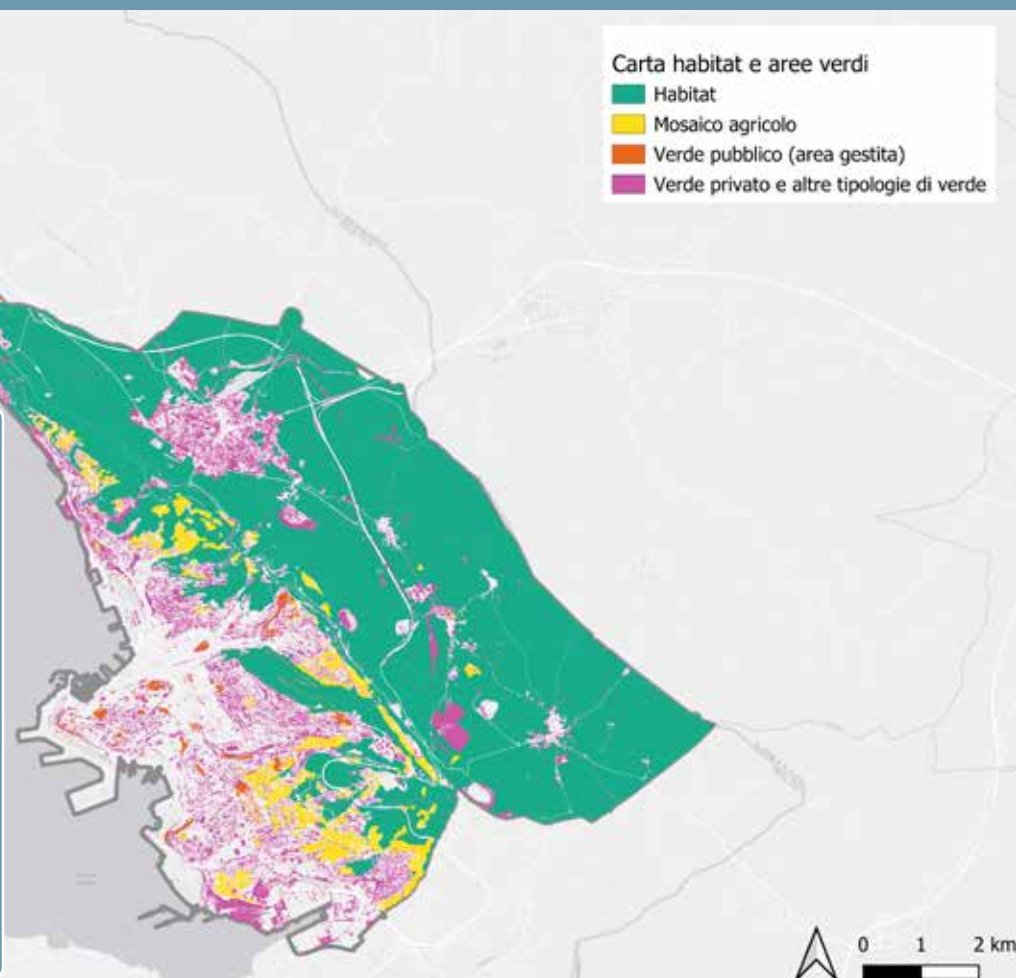 Carta habitat e aree verdi
Habitat
Mosaico agricolo
Verde pubblico (area gestita)
Verde privato e altre tipologie di verde
0 1 2 km